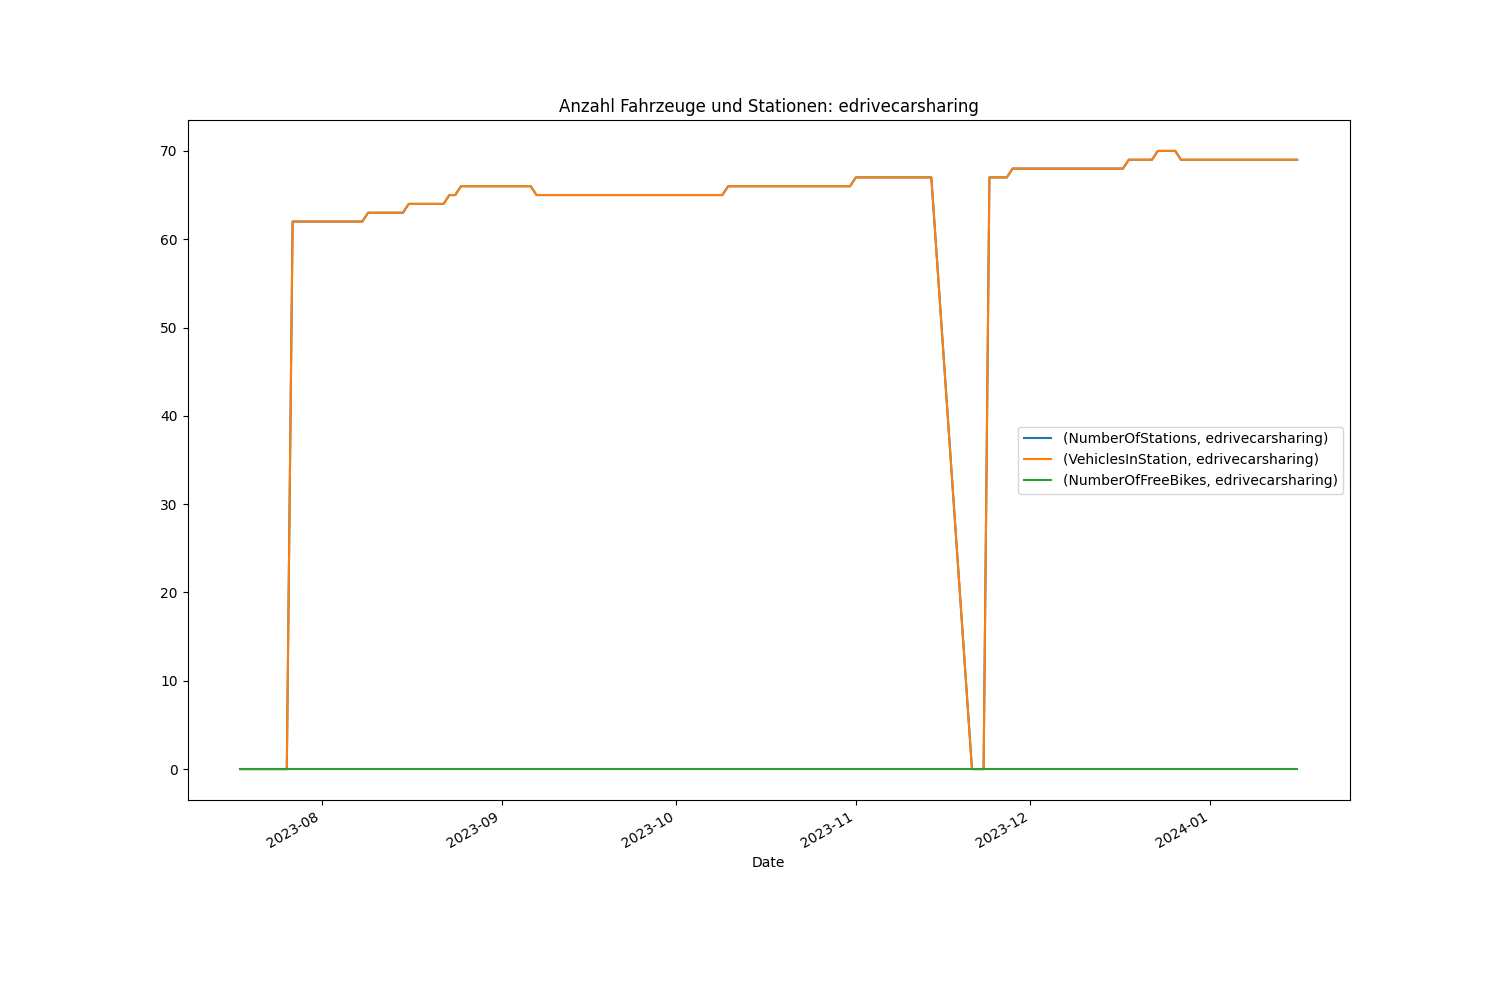 Anzahl Fahrzeuge und Stationen: edrivecarsharing
70
60
50
40
30
20
10
0
(NumberOfStations, edrivecarsharing)
(VehiclesInStation, edrivecarsharing)
(NumberOfFreeBikes, edrivecarsharing)
2023-08
2023-09
2023-10
2023-11
2023-12
2024-01
Date